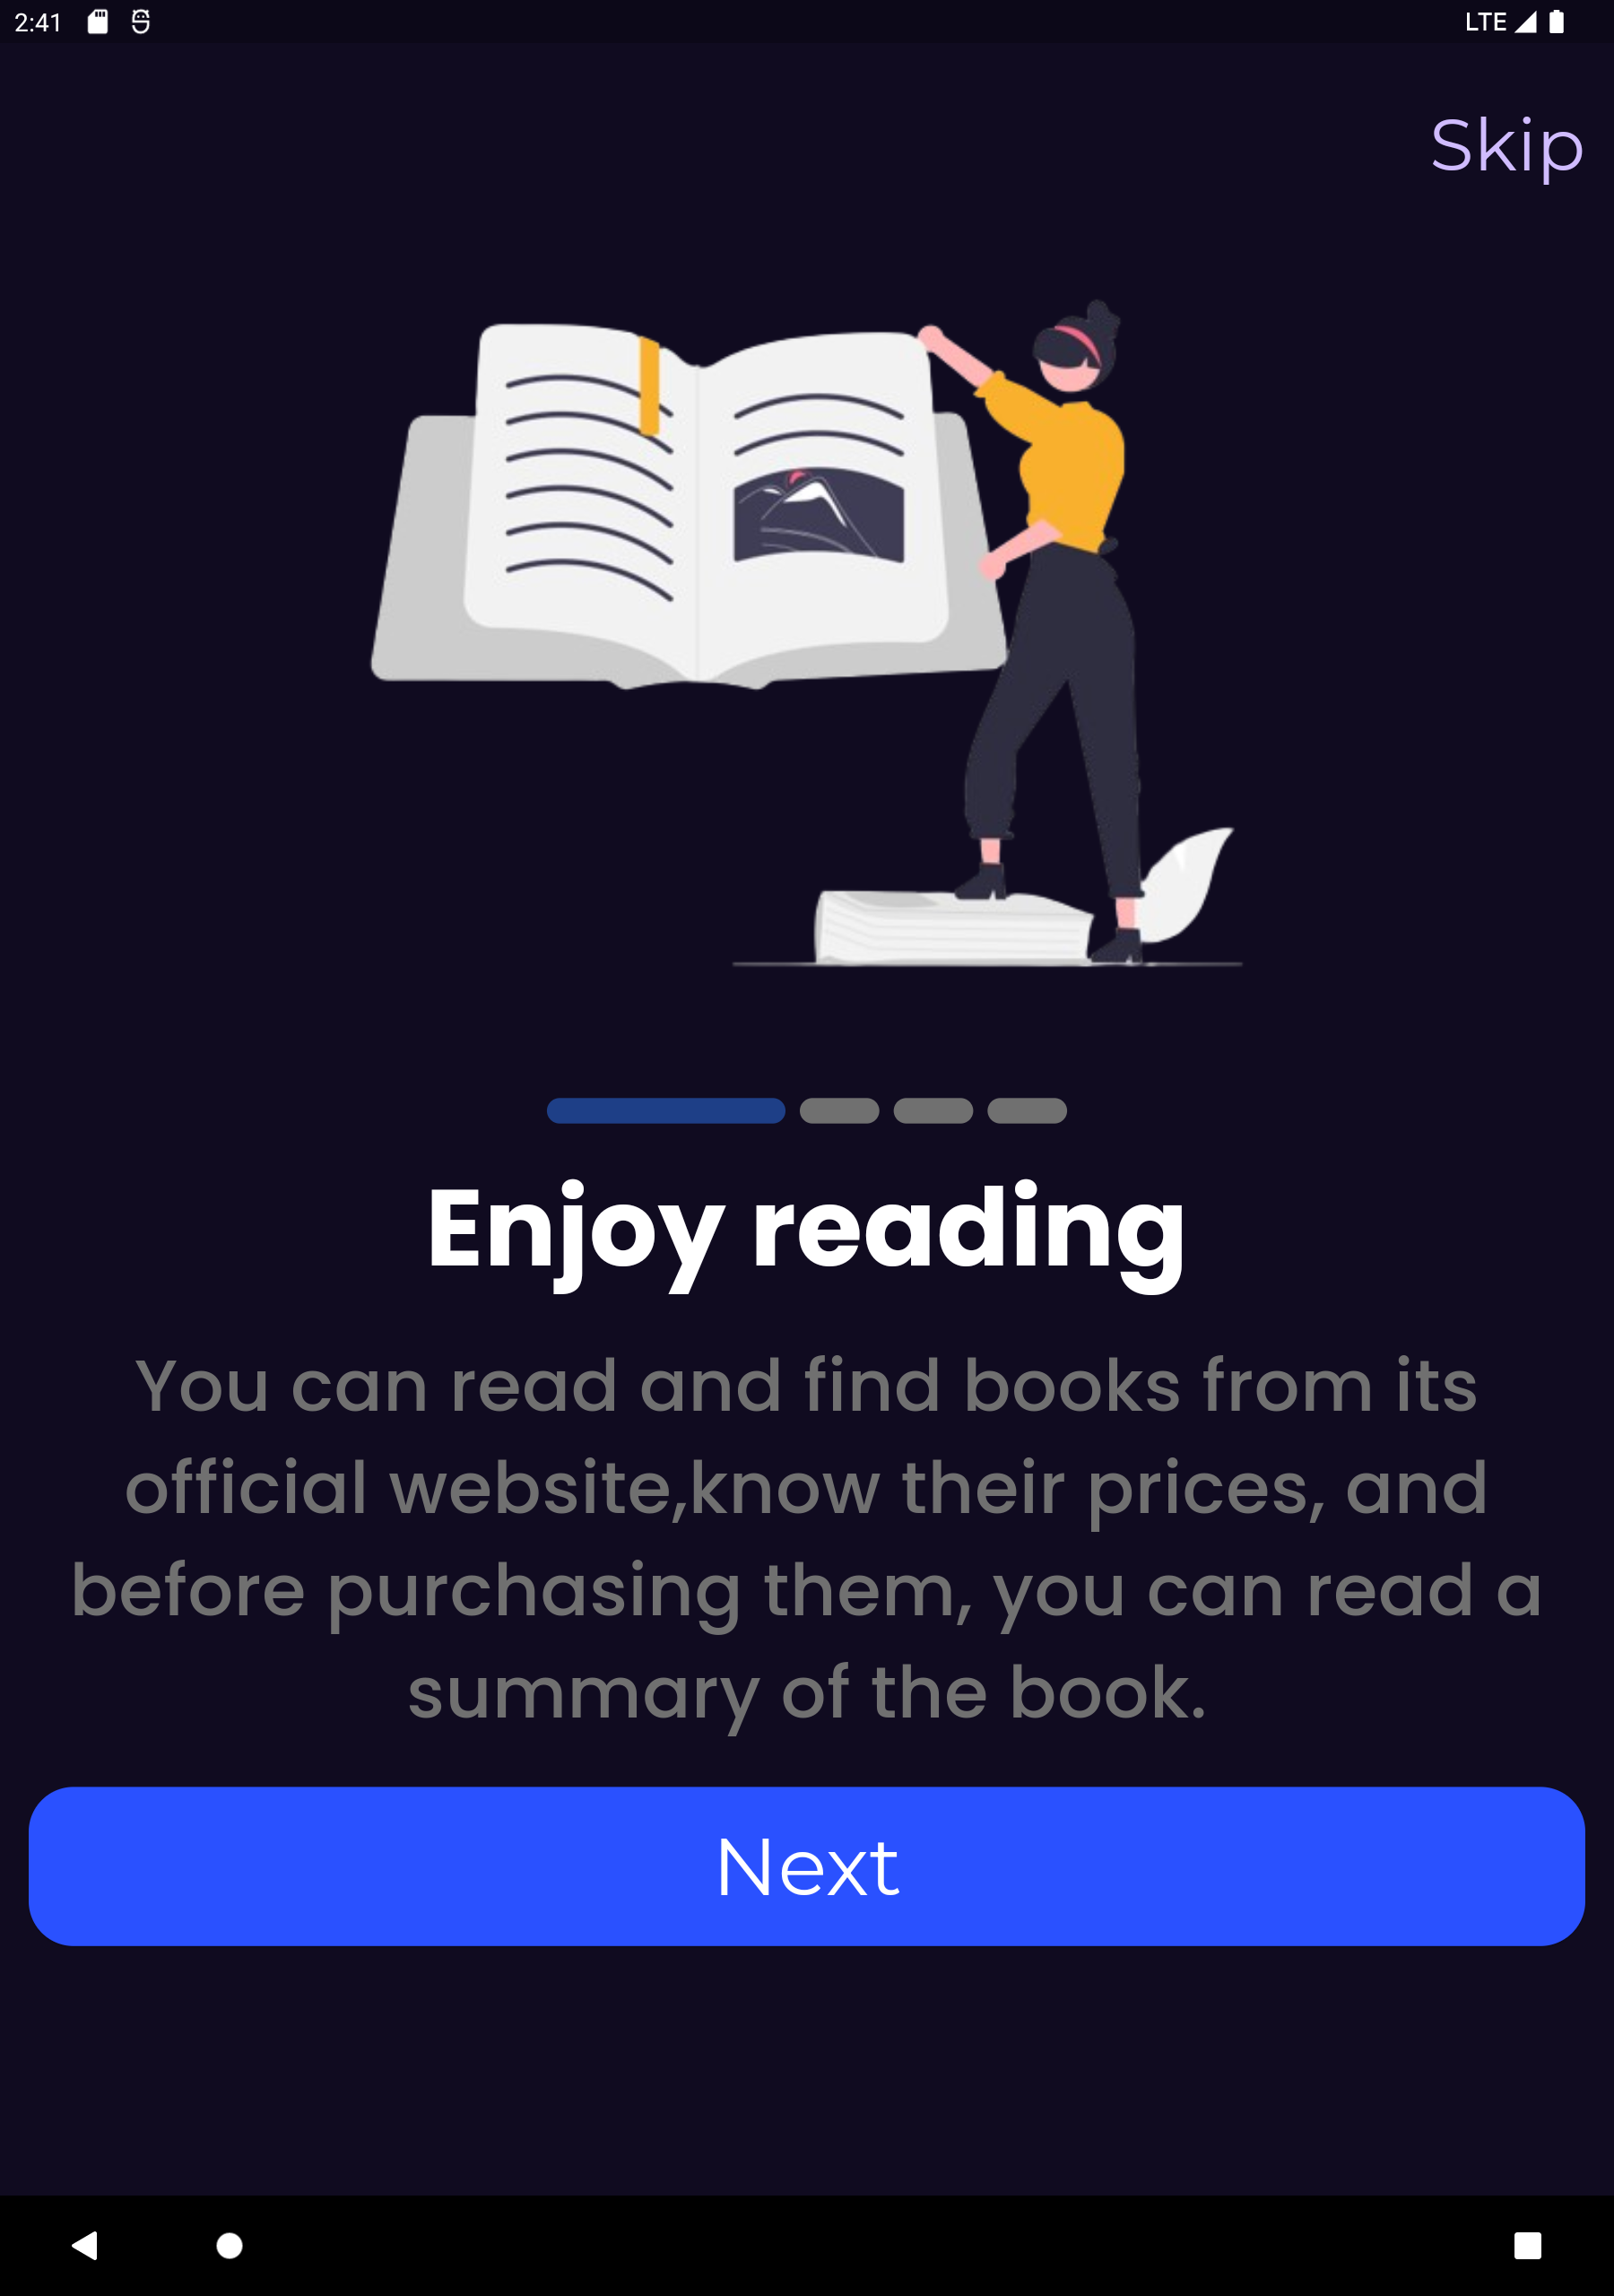 2:41 LTE
Skip
Enjoy reading
You can read and find books from its
official website,know their prices, and
before purchasing them, you can read a
summary of the book.
Next